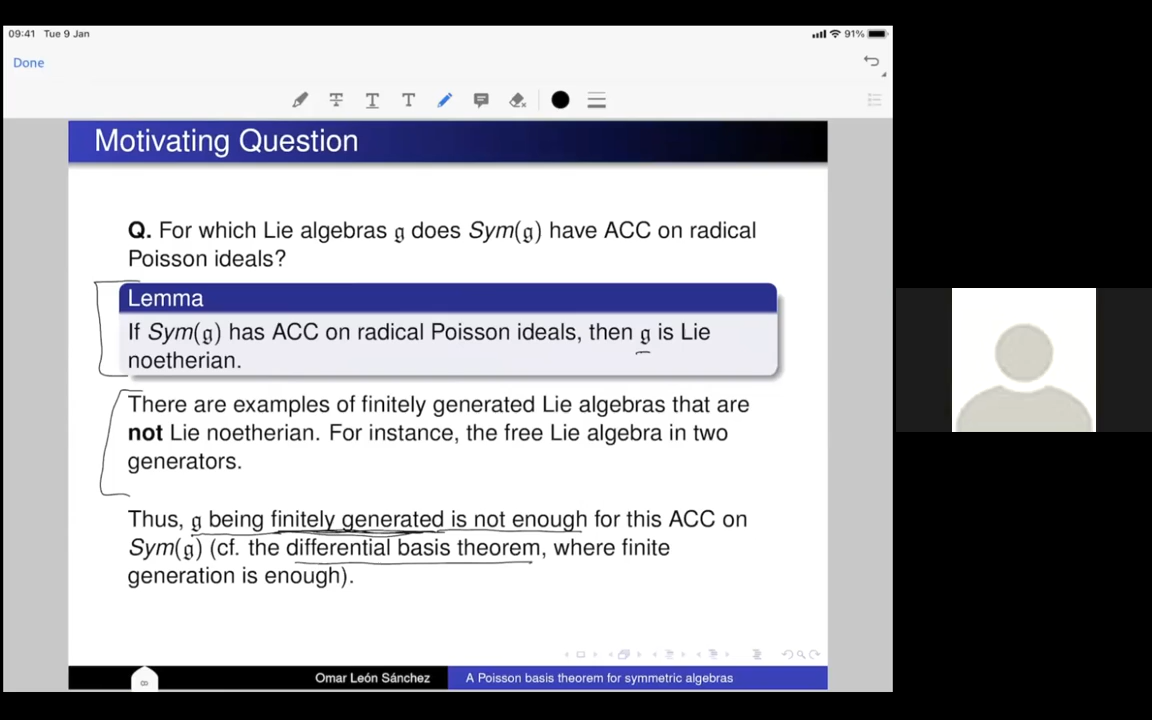 09:41 Tue 9 Jan
91%
Done
Motivating Question
Q. For which Lie algebras 𝔤 does Sym(𝔤) have ACC on radical
Poisson ideals?
Lemma
If Sym(𝔤) has ACC on radical Poisson ideals, then 𝔤 is Lie
noetherian.
There are examples of finitely generated Lie algebras that are
not Lie noetherian. For instance, the free Lie algebra in two
generators.
Thus, 𝔤 being finitely generated is not enough for this ACC on
Sym(𝔤) (cf. the differential basis theorem, where finite
generation is enough).
8
Omar León Sánchez
A Poisson basis theorem for symmetric algebras